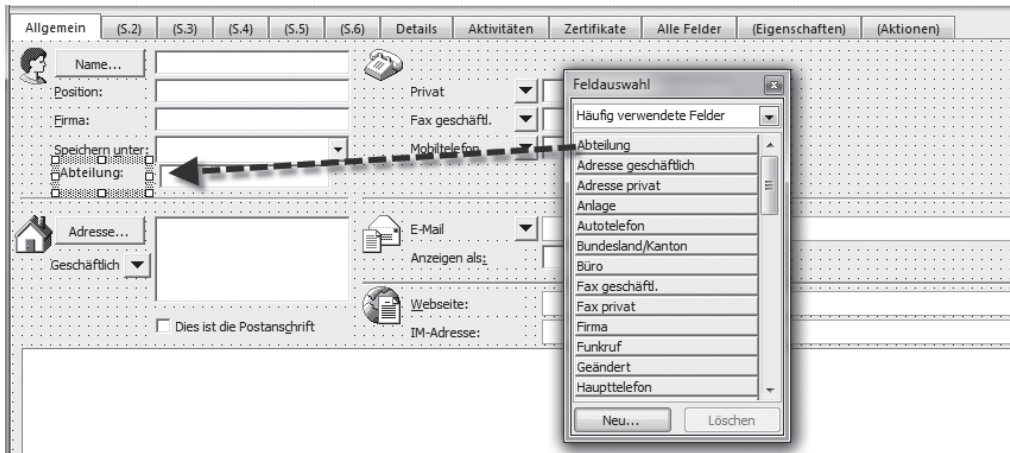 Allgemein (S.2) (S.3) (S.4) (S.5) (S.6) Details Aktivitäten Zertifikate Alle Felder (Eigenschaften) (Aktionen)
Name...
Position:
Firma:
Speichern unter:
Abteilung:
Adresse...
Geschäftlich
Dies ist die Postanschrift
Privat
Fax geschäftl.
Mobiltelefon
E-Mail
Anzeigen als:
Webseite:
IM-Adresse:
Feldauswahl
Häufig verwendete Felder
Abteilung
Adresse geschäftlich
Adresse privat
Anlage
Autotelefon
Bundesland/Kanton
Büro
Fax geschäftl.
Fax privat
Firma
Funkruf
Geändert
Haupttelefon
Neu... Löschen